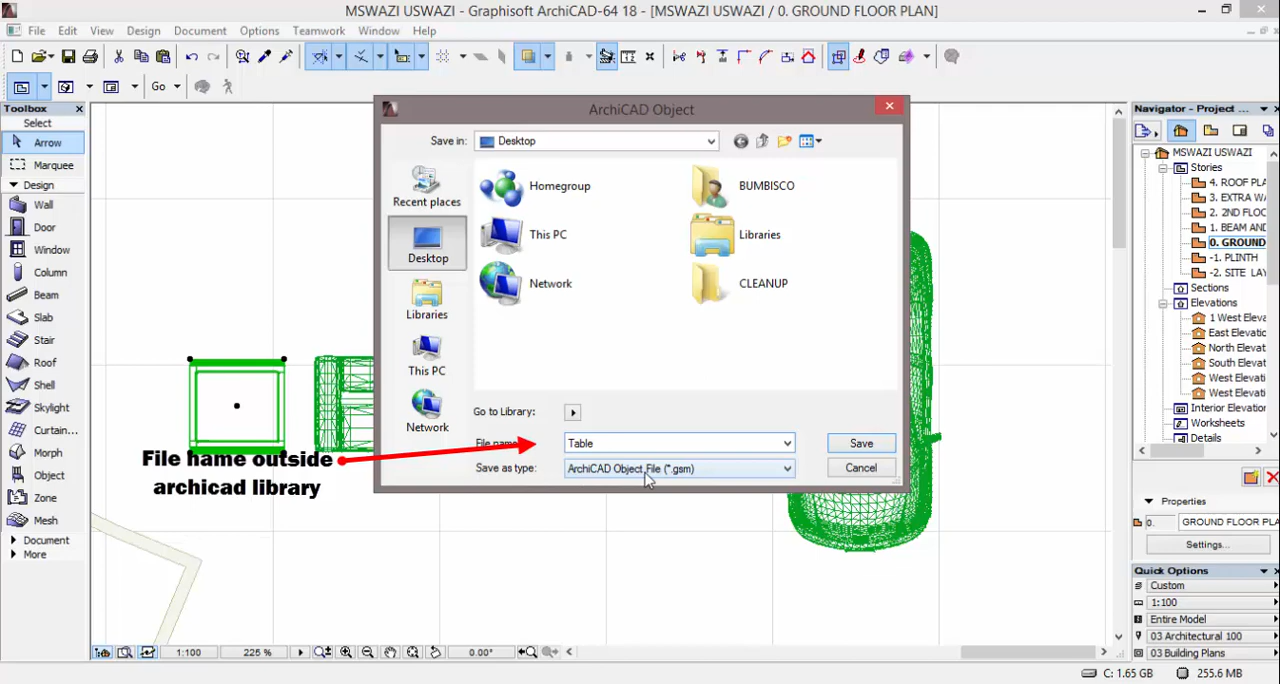 MSWAZI USWAZI - Graphisoft ArchiCAD-64 18 - [MSWAZI USWAZI / 0. GROUND FLOOR PLAN]
File Edit View Design Document Options Teamwork Window Help
Go
Toolbox
Select
Arrow
Marquee
Design
Wall
Door
Window
Column
Beam
Slab
Stair
Roof
Shell
Skylight
Curtain...
Morph
Object
Zone
Mesh
Document
More
ArchiCAD Object
Save in: Desktop
Recent places
Desktop
Libraries
This PC
Network
Homegroup
BUMBISCO
This PC
Libraries
Network
CLEANUP
Go to Library:
File name: Table
Save
Save as type: ArchiCAD Object File (*.gsm)
Cancel
File name outside
archicad library
Navigator - Project ...
MSWAZI USWAZI
Stories
4. ROOF PLA
3. EXTRA WA
2. 2ND FLOO
1. BEAM AND
0. GROUND
-1. PLINTH
-2. SITE LAY
Sections
Elevations
1 West Eleva
East Elevatio
North Elevat
South Elevat
West Elevati
West Elevati
Interior Elevation
Worksheets
Details
Properties
0. GROUND FLOOR PLA
Settings...
Quick Options
Custom
1:100
Entire Model
03 Architectural 100
03 Building Plans
1:100
225 %
0.00°
C: 1.65 GB
255.6 MB